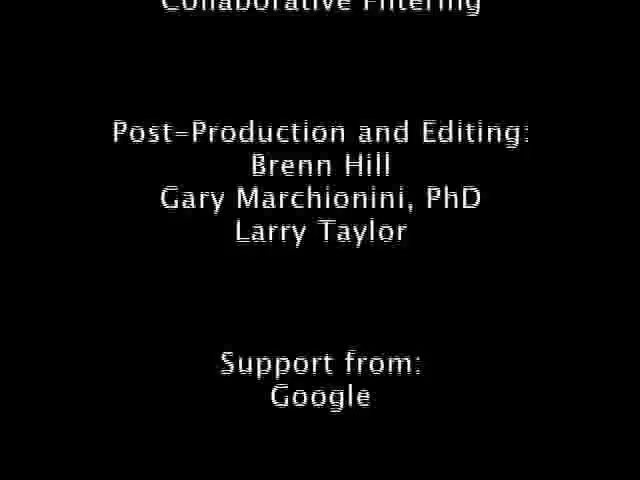 Collaborative Filtering
Post-Production and Editing:
Brenn Hill
Gary Marchionini, PhD
Larry Taylor
Support from:
Google